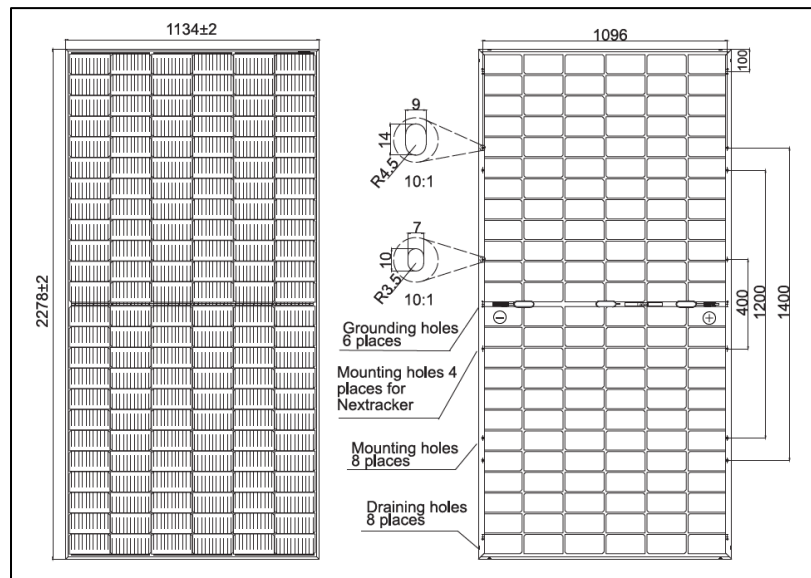 1134±2
1096
100
9
14
R4.5
10:1
7
10
R3.5
10:1
2278±2
400
1200
1400
Grounding holes
6 places
Mounting holes 4
places for
Nextracker
Mounting holes
8 places
Draining holes
8 places